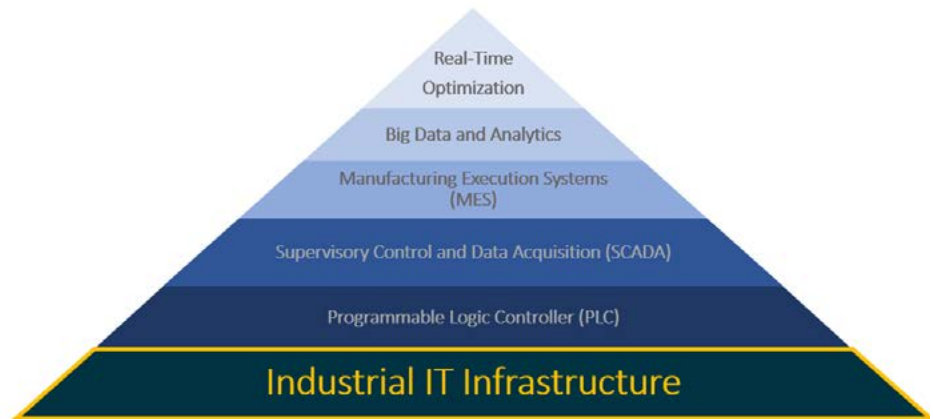 Real-Time
Optimization
Big Data and Analytics
Manufacturing Execution Systems
(MES)
Supervisory Control and Data Acquisition (SCADA)
Programmable Logic Controller (PLC)
Industrial IT Infrastructure